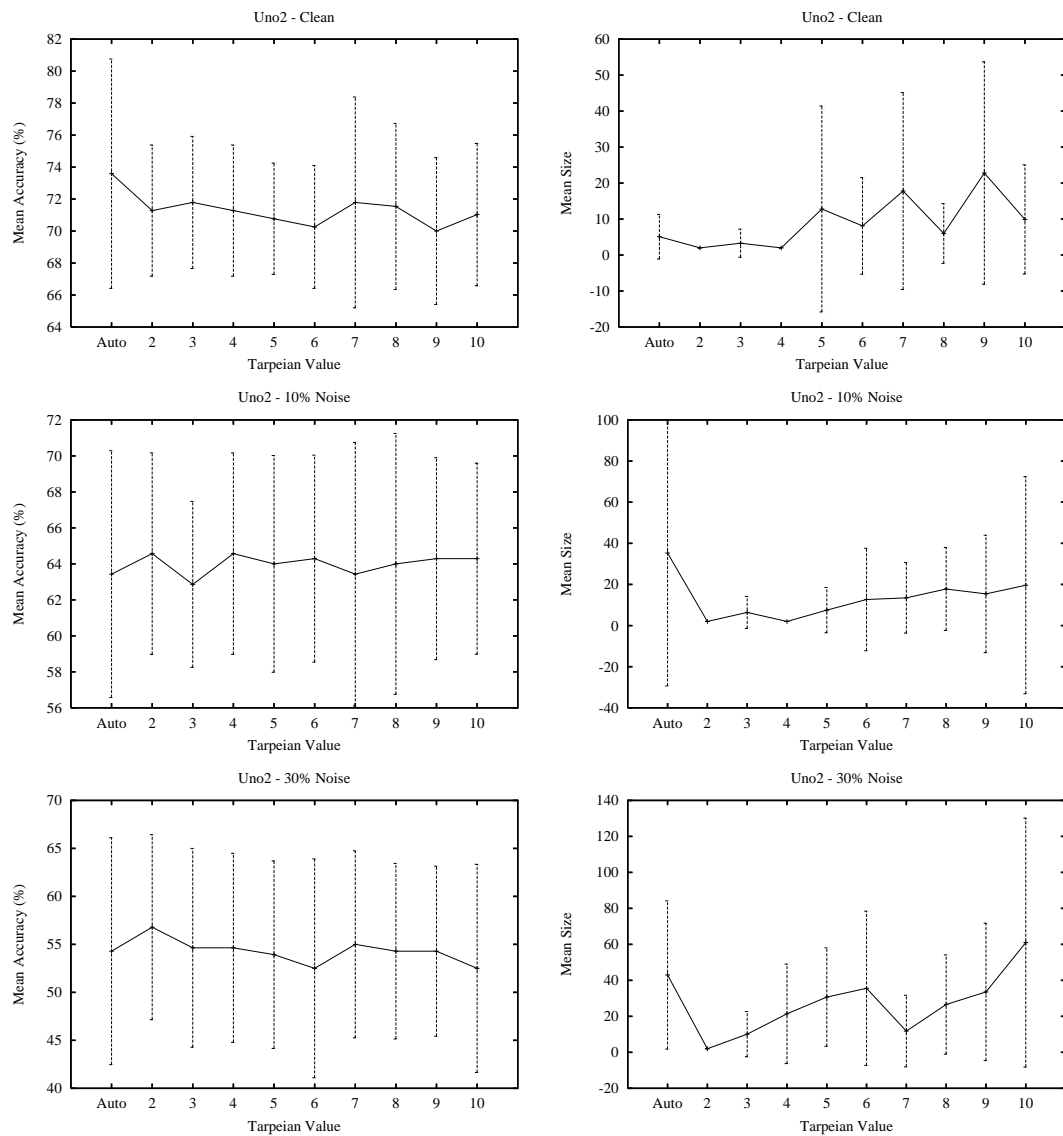 Uno2 - Clean
Mean Accuracy (%)
82
80
78
76
74
72
70
68
66
64
Auto 2 3 4 5 6 7 8 9 10
Tarpeian Value
Uno2 - Clean
Mean Size
60
50
40
30
20
10
0
-10
-20
Auto 2 3 4 5 6 7 8 9 10
Tarpeian Value
Uno2 - 10% Noise
Mean Accuracy (%)
72
70
68
66
64
62
60
58
56
Auto 2 3 4 5 6 7 8 9 10
Tarpeian Value
Uno2 - 10% Noise
Mean Size
100
80
60
40
20
0
-20
-40
Auto 2 3 4 5 6 7 8 9 10
Tarpeian Value
Uno2 - 30% Noise
Mean Accuracy (%)
70
65
60
55
50
45
40
Auto 2 3 4 5 6 7 8 9 10
Tarpeian Value
Uno2 - 30% Noise
Mean Size
140
120
100
80
60
40
20
0
-20
Auto 2 3 4 5 6 7 8 9 10
Tarpeian Value